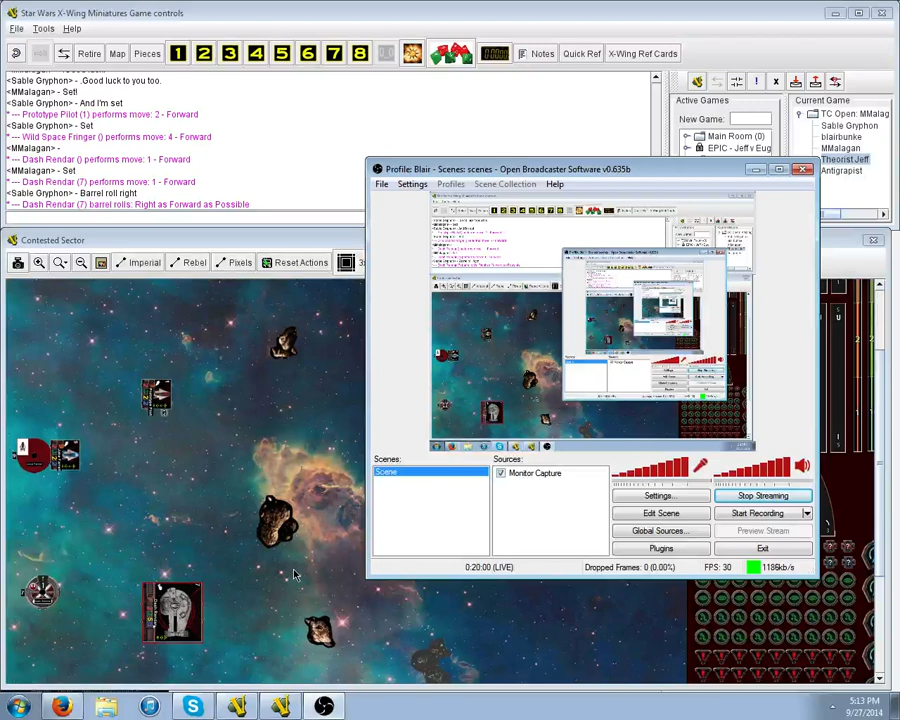 Star Wars X-Wing Miniatures Game controls
File Tools Help
Retire Map Pieces 1 2 3 4 5 6 7 8 Notes Quick Ref X-Wing Ref Cards
<Sable Gryphon> - .Good luck to you too.
<MMalagan> - Set!
<Sable Gryphon> - And I'm set
* --- Prototype Pilot (1) performs move: 2 - Forward
<Sable Gryphon> - Set
* --- Wild Space Fringer () performs move: 4 - Forward
<MMalagan> -
* --- Dash Rendar () performs move: 1 - Forward
<MMalagan> - Set
* --- Dash Rendar (7) performs move: 1 - Forward
<Sable Gryphon> - Barrel roll right
* --- Dash Rendar (7) barrel rolls: Right as Forward as Possible
Active Games
New Game:
Main Room (0)
EPIC - Jeff v Eug
Current Game
TC Open: MMalag
Sable Gryphon
blairbunke
MMalagan
Theorist Jeff
Antigrapist
Contested Sector
Imperial Rebel Pixels Reset Actions
Profile: Blair - Scenes: scenes - Open Broadcaster Software v0.635b
File Settings Profiles Scene Collection Help
Scenes:
Scene
Sources:
Monitor Capture
Settings... Stop Streaming
Edit Scene Start Recording
Global Sources... Preview Stream
Plugins Exit
0:20:00 (LIVE) Dropped Frames: 0 (0.00%) FPS: 30 1186kb/s
5:13 PM
9/27/2014